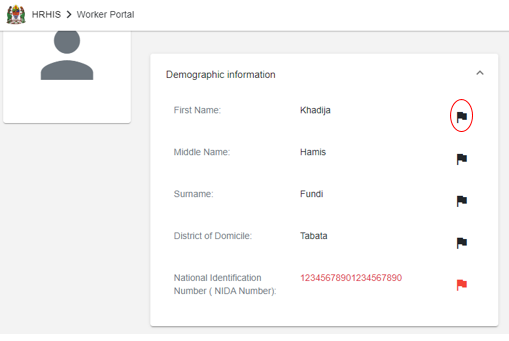 HRHIS > Worker Portal
Demographic information
First Name: Khadija
Middle Name: Hamis
Surname: Fundi
District of Domicile: Tabata
National Identification 12345678901234567890
Number ( NIDA Number):